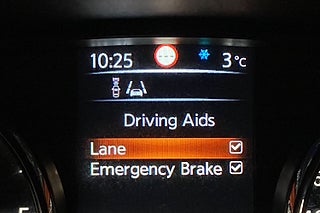 10:25 3°C
Driving Aids
Lane
Emergency Brake